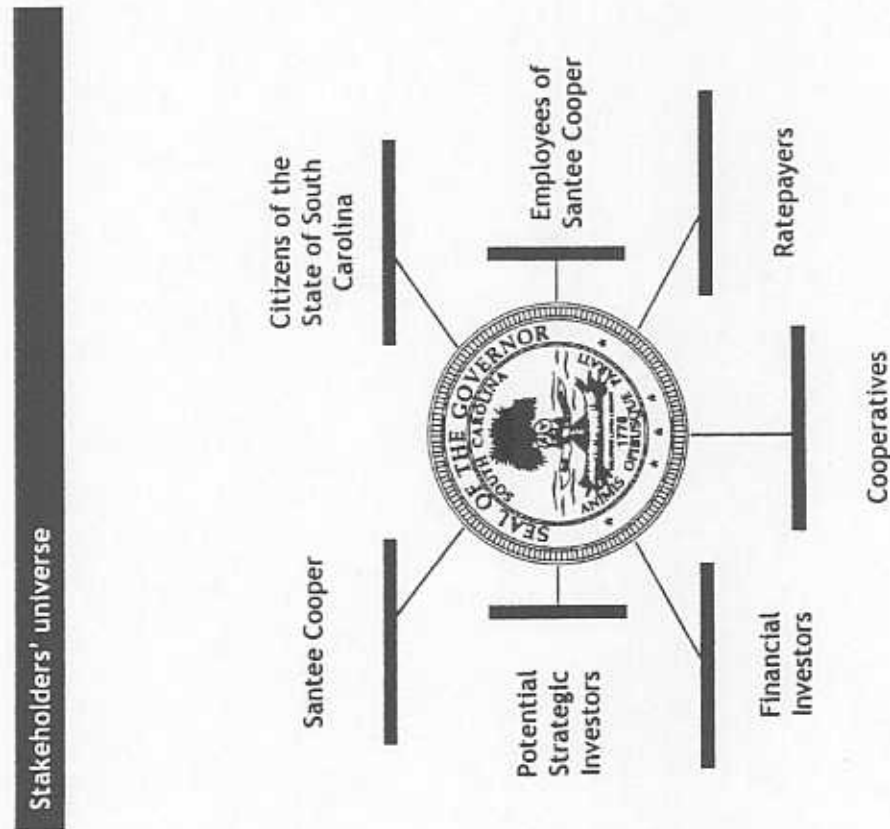 Stakeholders' universe
Santee Cooper
Citizens of the
State of South
Carolina
Potential
Strategic
Investors
SEAL OF THE GOVERNOR
SOUTH CAROLINA
1776
ANIMIS OPIBUSQUE PARATI
Employees of
Santee Cooper
Financial
Investors
Cooperatives
Ratepayers